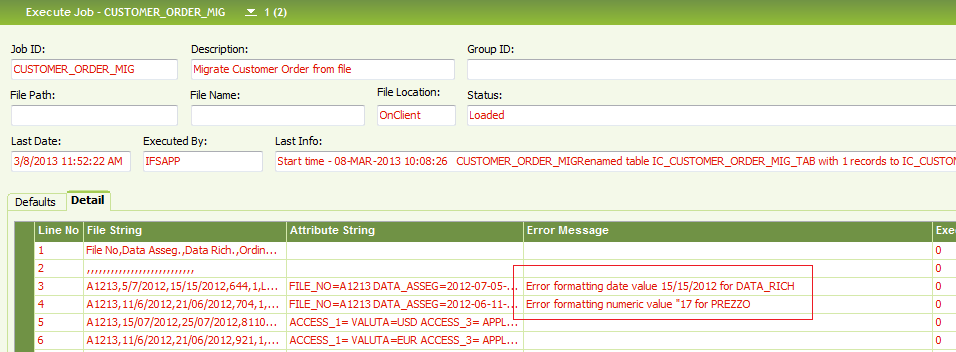 Execute Job - CUSTOMER_ORDER_MIG 1 (2)
Job ID: Description: Group ID:
CUSTOMER_ORDER_MIG Migrate Customer Order from file
File Path: File Name: File Location: Status:
OnClient Loaded
Last Date: Executed By: Last Info:
3/8/2013 11:52:22 AM IFSAPP Start time - 08-MAR-2013 10:08:26 CUSTOMER_ORDER_MIGRenamed table IC_CUSTOMER_ORDER_MIG_TAB with 1 records to IC_CUSTOM
Defaults Detail
Line No File String Attribute String Error Message Exe
1 File No,Data Asseg.,Data Rich.,Ordin... 0
2 ,,,,,,,,,,,,,,,,,,,,,,,,,,, 0
3 A1213,5/7/2012,15/15/2012,644,1,L... FILE_NO=A1213 DATA_ASSEG=2012-07-05-... Error formatting date value 15/15/2012 for DATA_RICH 0
4 A1213,11/6/2012,21/06/2012,704,1,... FILE_NO=A1213 DATA_ASSEG=2012-06-11-... Error formatting numeric value "17 for PREZZO 0
5 A1213,15/07/2012,25/07/2012,8110... ACCESS_1= VALUTA=USD ACCESS_3= APPL... 0
6 A1213,11/6/2012,21/06/2012,921,1,... ACCESS_1= VALUTA=EUR ACCESS_3= APPL... 0